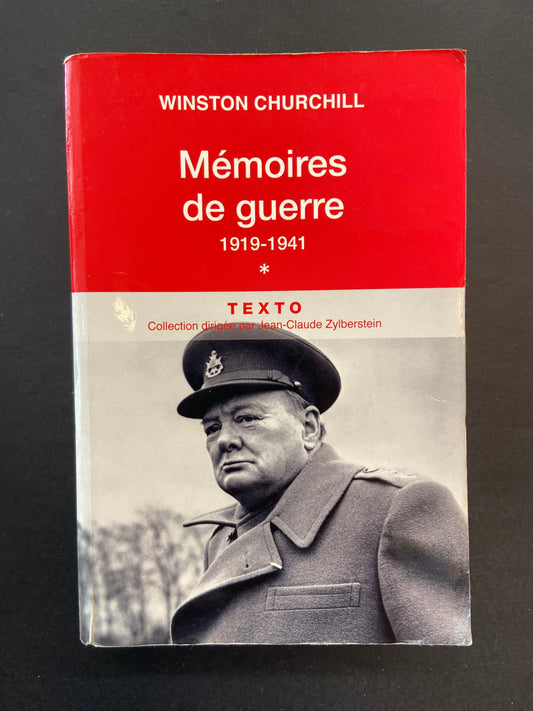 WINSTON CHURCHILL
Mémoires
de guerre
1919-1941
*
TEXTO
Collection dirigée par Jean-Claude Zylberstein